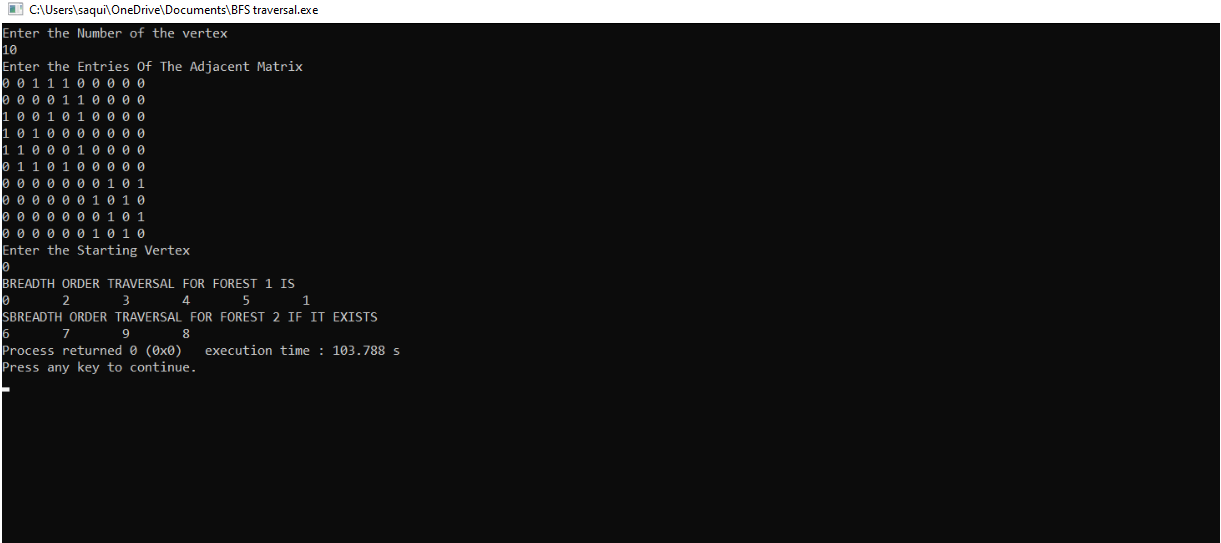 C:\Users\saqui\OneDrive\Documents\BFS traversal.exe
Enter the Number of the vertex
10
Enter the Entries Of The Adjacent Matrix
0 0 1 1 1 0 0 0 0 0
0 0 0 0 1 1 0 0 0 0
1 0 0 1 0 1 0 0 0 0
1 0 1 0 0 0 0 0 0 0
1 1 0 0 0 1 0 0 0 0
0 1 1 0 1 0 0 0 0 0
0 0 0 0 0 0 0 1 0 1
0 0 0 0 0 0 1 0 1 0
0 0 0 0 0 0 0 1 0 1
0 0 0 0 0 0 1 0 1 0
Enter the Starting Vertex
0
BREADTH ORDER TRAVERSAL FOR FOREST 1 IS
0 2 3 4 5 1
SBREADTH ORDER TRAVERSAL FOR FOREST 2 IF IT EXISTS
6 7 9 8
Process returned 0 (0x0) execution time : 103.788 s
Press any key to continue.